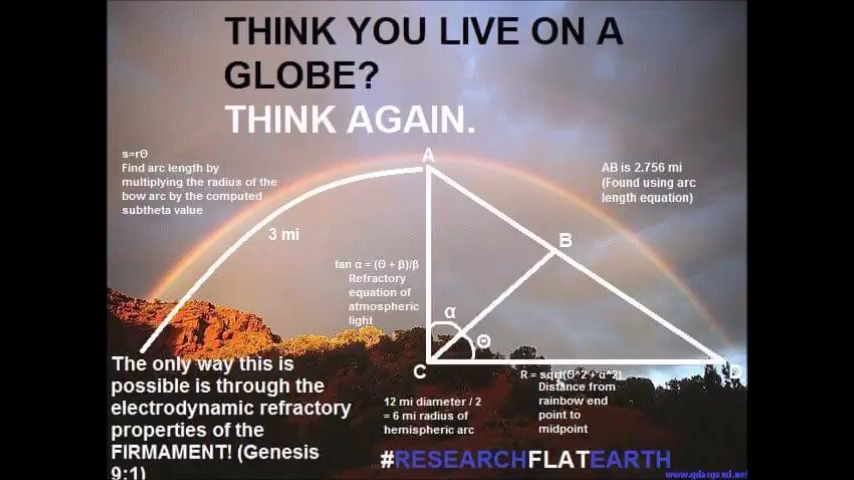 THINK YOU LIVE ON A
GLOBE?
THINK AGAIN.
s=rΘ
Find arc length by
multiplying the radius of the
bow arc by the computed
subtheta value
A
AB is 2.756 mi
(Found using arc
length equation)
3 mi
B
tan α = (Θ + β)/β
Refractory
equation of
atmospheric
light
α
Θ
C
D
R = sqrt(Θ^2 + α^2)
Distance from
rainbow end
point to
midpoint
12 mi diameter / 2
= 6 mi radius of
hemispheric arc
The only way this is
possible is through the
electrodynamic refractory
properties of the
FIRMAMENT! (Genesis
9:1)
#RESEARCHFLATEARTH